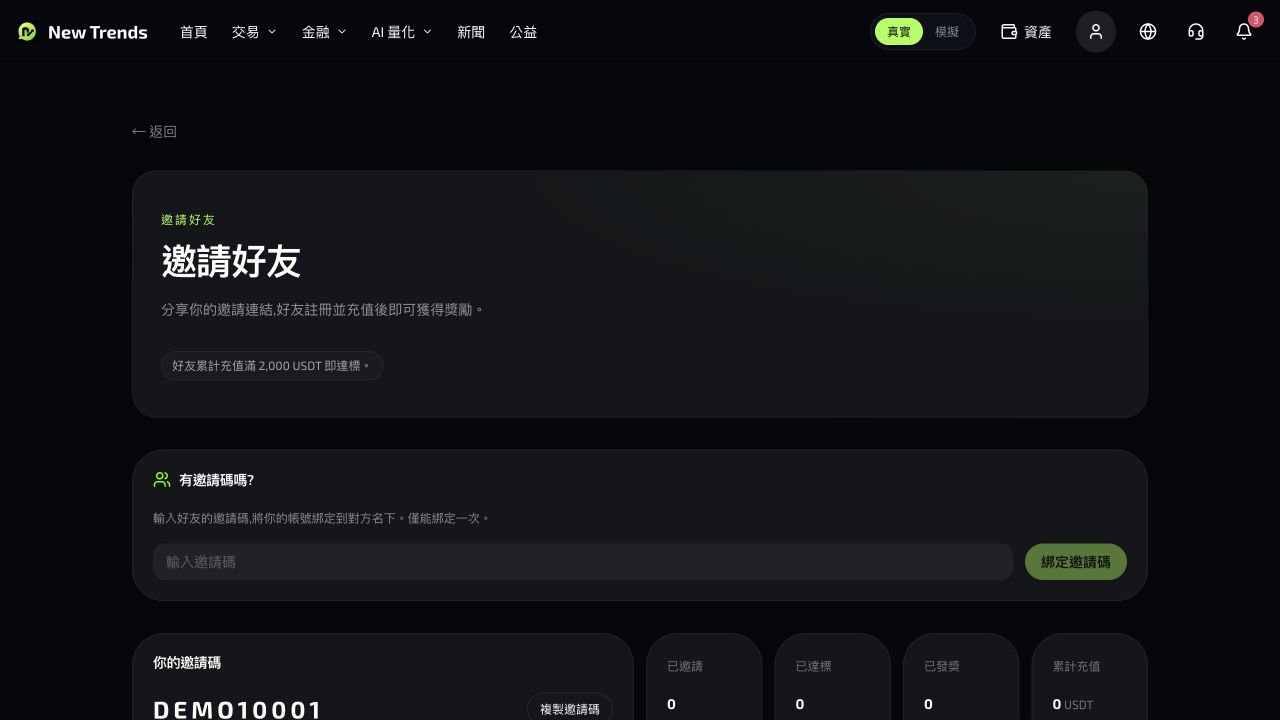 New Trends 首頁 交易 金融 AI 量化 新聞 公益 真實 模擬 資產 3
← 返回
邀請好友
邀請好友
分享你的邀請連結,好友註冊並充值後即可獲得獎勵。
好友累計充值滿 2,000 USDT 即達標。
有邀請碼嗎?
輸入好友的邀請碼,將你的帳號綁定到對方名下。僅能綁定一次。
輸入邀請碼 綁定邀請碼
你的邀請碼 已邀請 已達標 已發獎 累計充值
DEMO10001 複製邀請碼 0 0 0 0 USDT